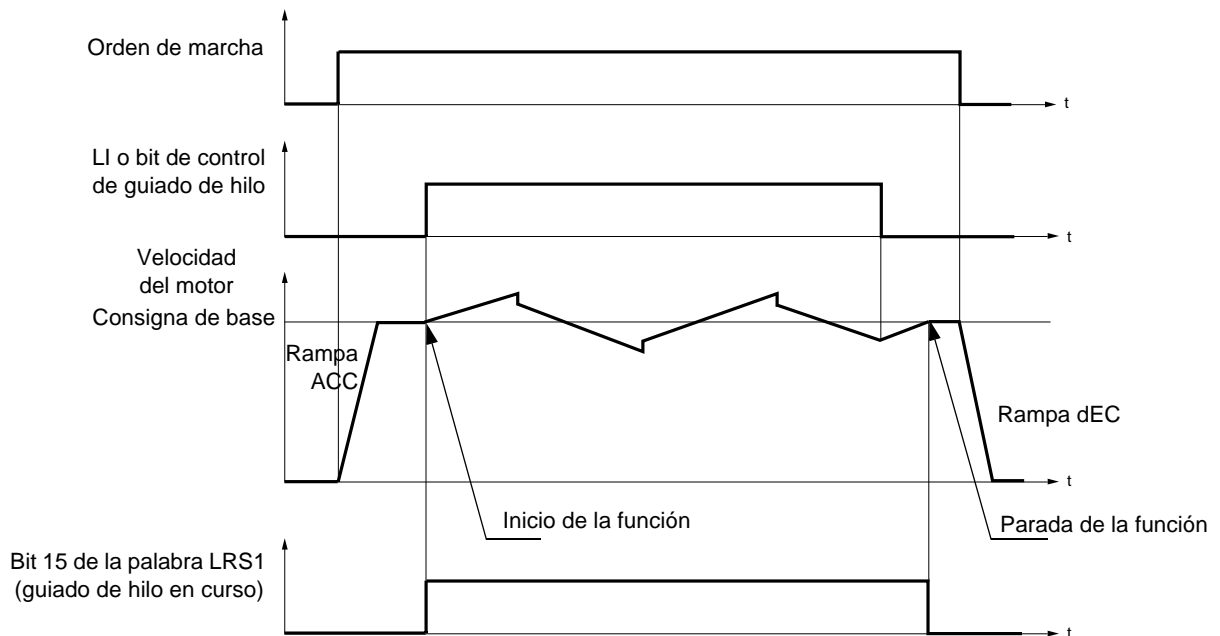 Orden de marcha
t
LI o bit de control
de guiado de hilo
t
Velocidad
del motor
Consigna de base
Rampa
ACC
Rampa dEC
t
Inicio de la función
Parada de la función
Bit 15 de la palabra LRS1
(guiado de hilo en curso)
t